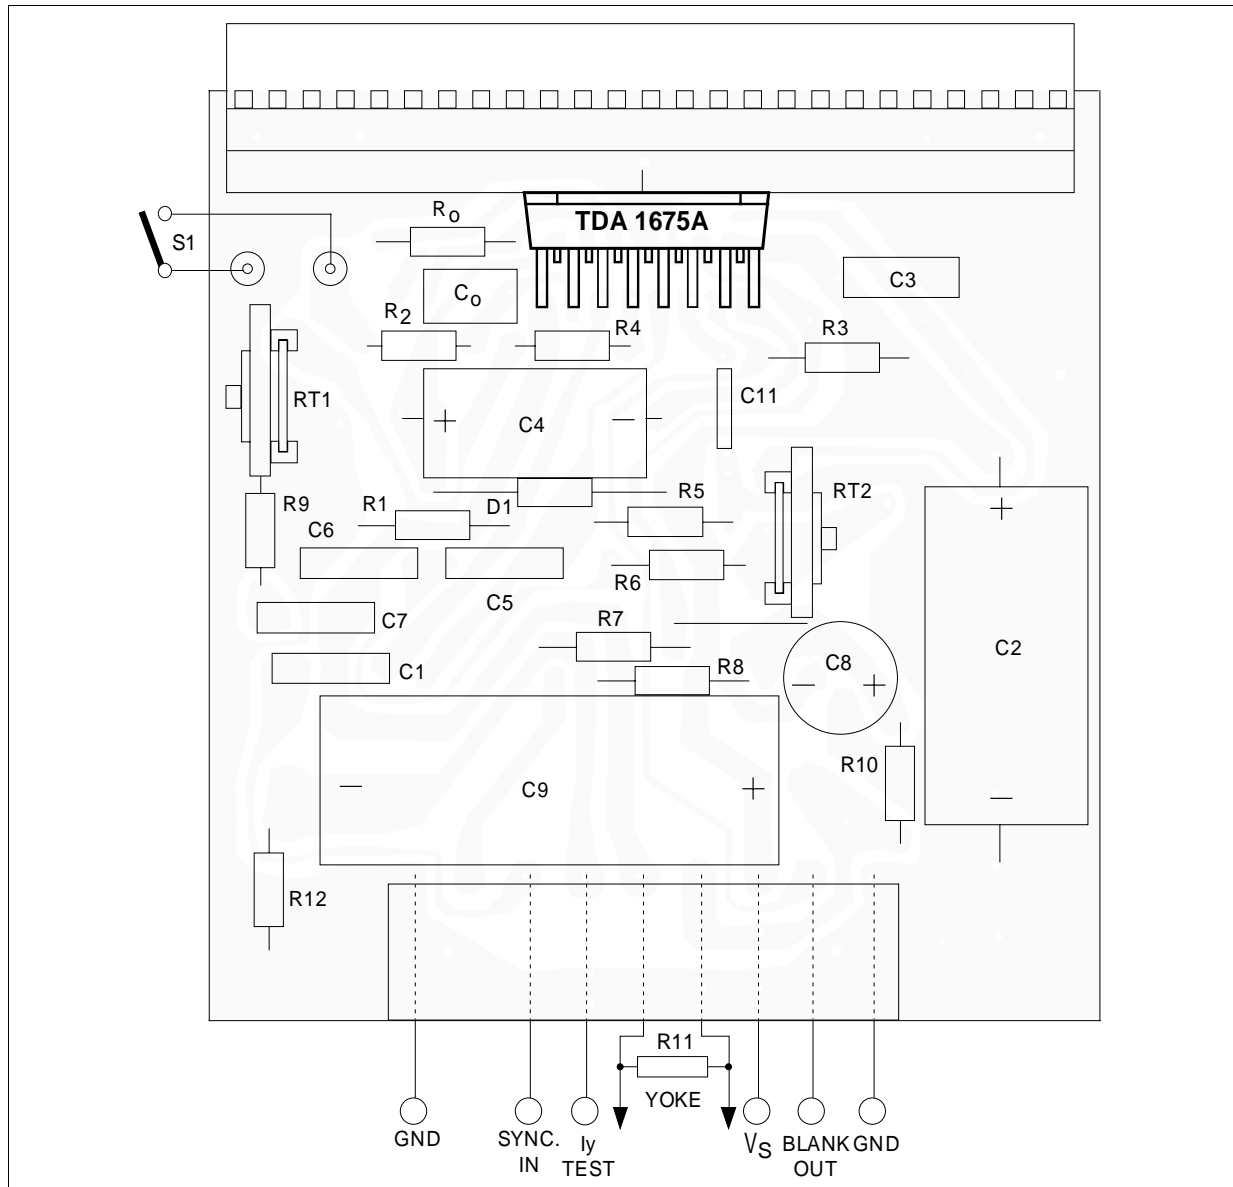 TDA 1675A
Ro
S1
Co
C3
R2
R4
R3
RT1
C11
C4
R9
R1
D1
R5
RT2
C6
R6
C5
C7
R7
C1
R8
C8
C2
R10
C9
+
−
+
−
−
+
−
+
+
−
R12
R11
YOKE
GND
SYNC.
IN
Iy
TEST
VS
BLANK
OUT
GND